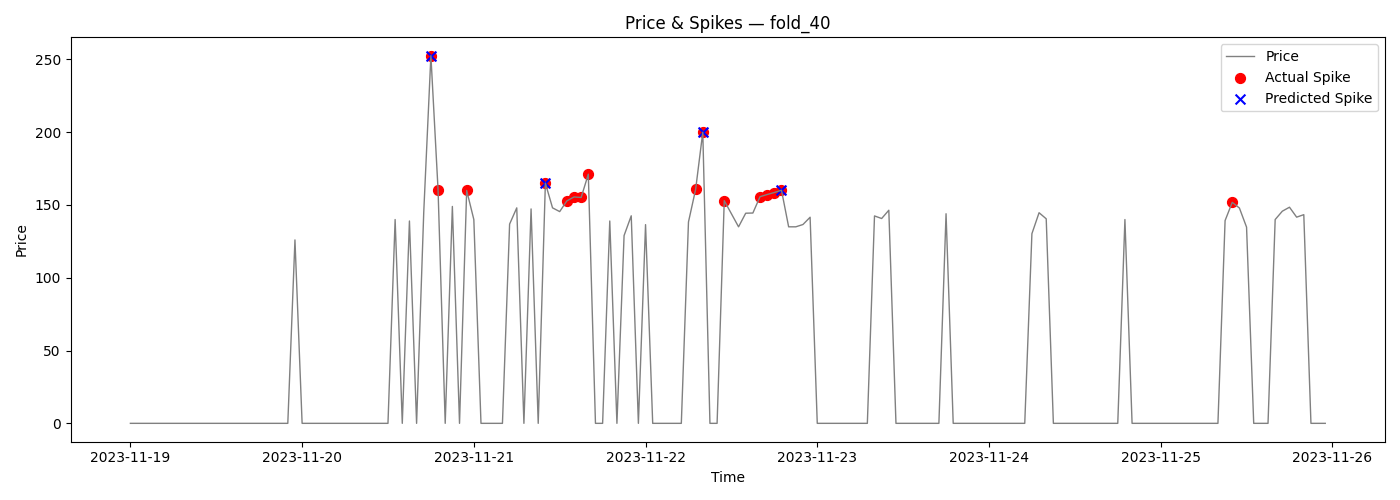 Price & Spikes — fold_40
Price
Actual Spike
Predicted Spike
Price
250
200
150
100
50
0
2023-11-19 2023-11-20 2023-11-21 2023-11-22 2023-11-23 2023-11-24 2023-11-25 2023-11-26
Time